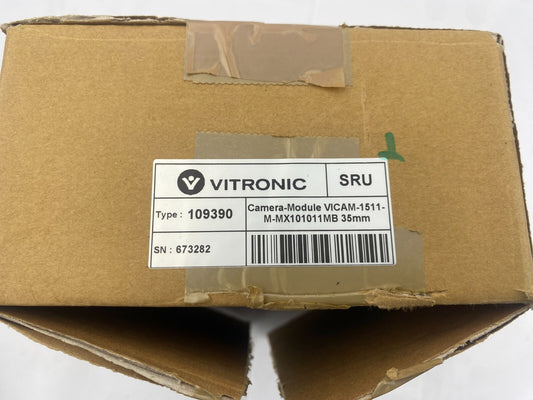 VITRONIC
SRU
Type : 109390
Camera-Module VICAM-1511-
M-MX101011MB 35mm
SN : 673282